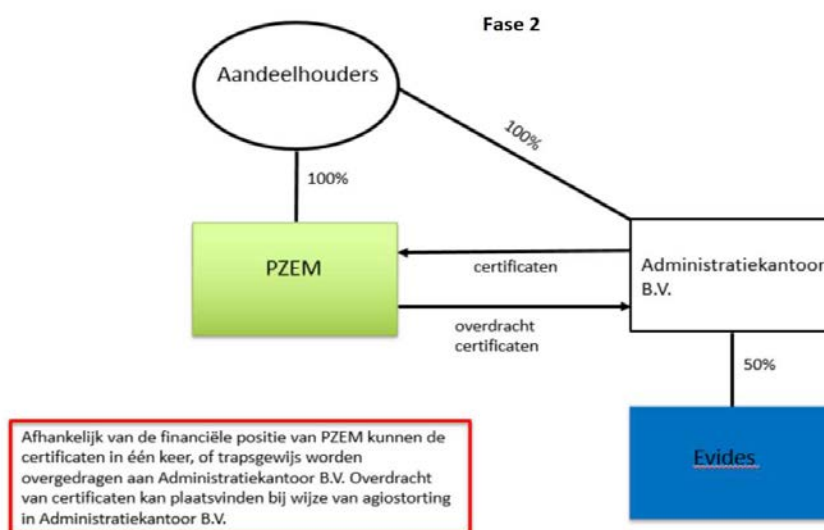 Fase 2
Aandeelhouders
100%
100%
PZEM
certificaten
Administratiekantoor
B.V.
overdracht
certificaten
50%
Evides
Afhankelijk van de financiële positie van PZEM kunnen de
certificaten in één keer, of trapsgewijs worden
overgedragen aan Administratiekantoor B.V. Overdracht
van certificaten kan plaatsvinden bij wijze van agiostorting
in Administratiekantoor B.V.